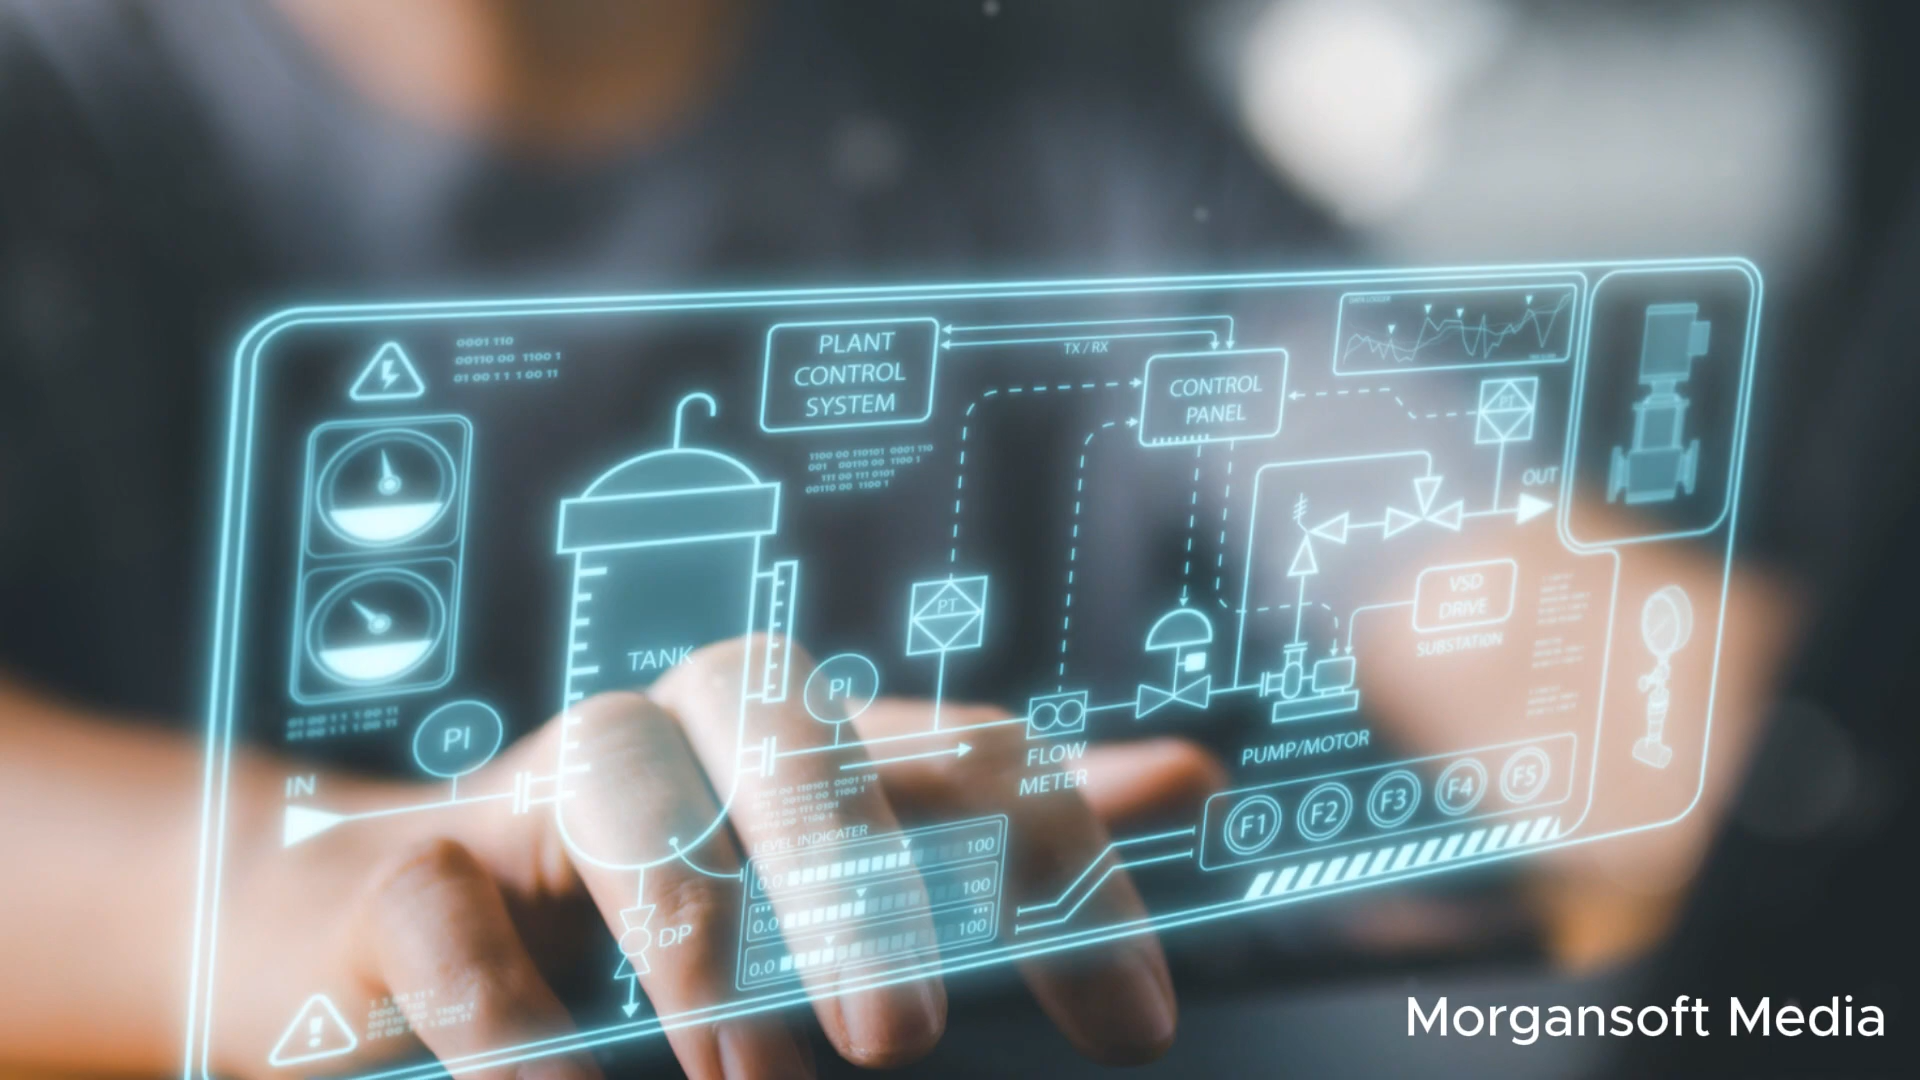 0001 110
00110 00 1100 1
01 00 1 1 1 00 11
PLANT
CONTROL
SYSTEM
TX / RX
CONTROL
PANEL
DATA LOGGER
PT
OUT
1100 00 110101 0001 110
001 00110 00 1100 1
111 00 111 0101
00110 00 1100 1
VSD
DRIVE
SUBSTATION
PT
TANK
PI
PI
IN
FLOW
METER
PUMP/MOTOR
F1 F2 F3 F4 F5
LEVEL INDICATER
0.0 100
0.0 100
0.0 100
DP
Morgansoft Media